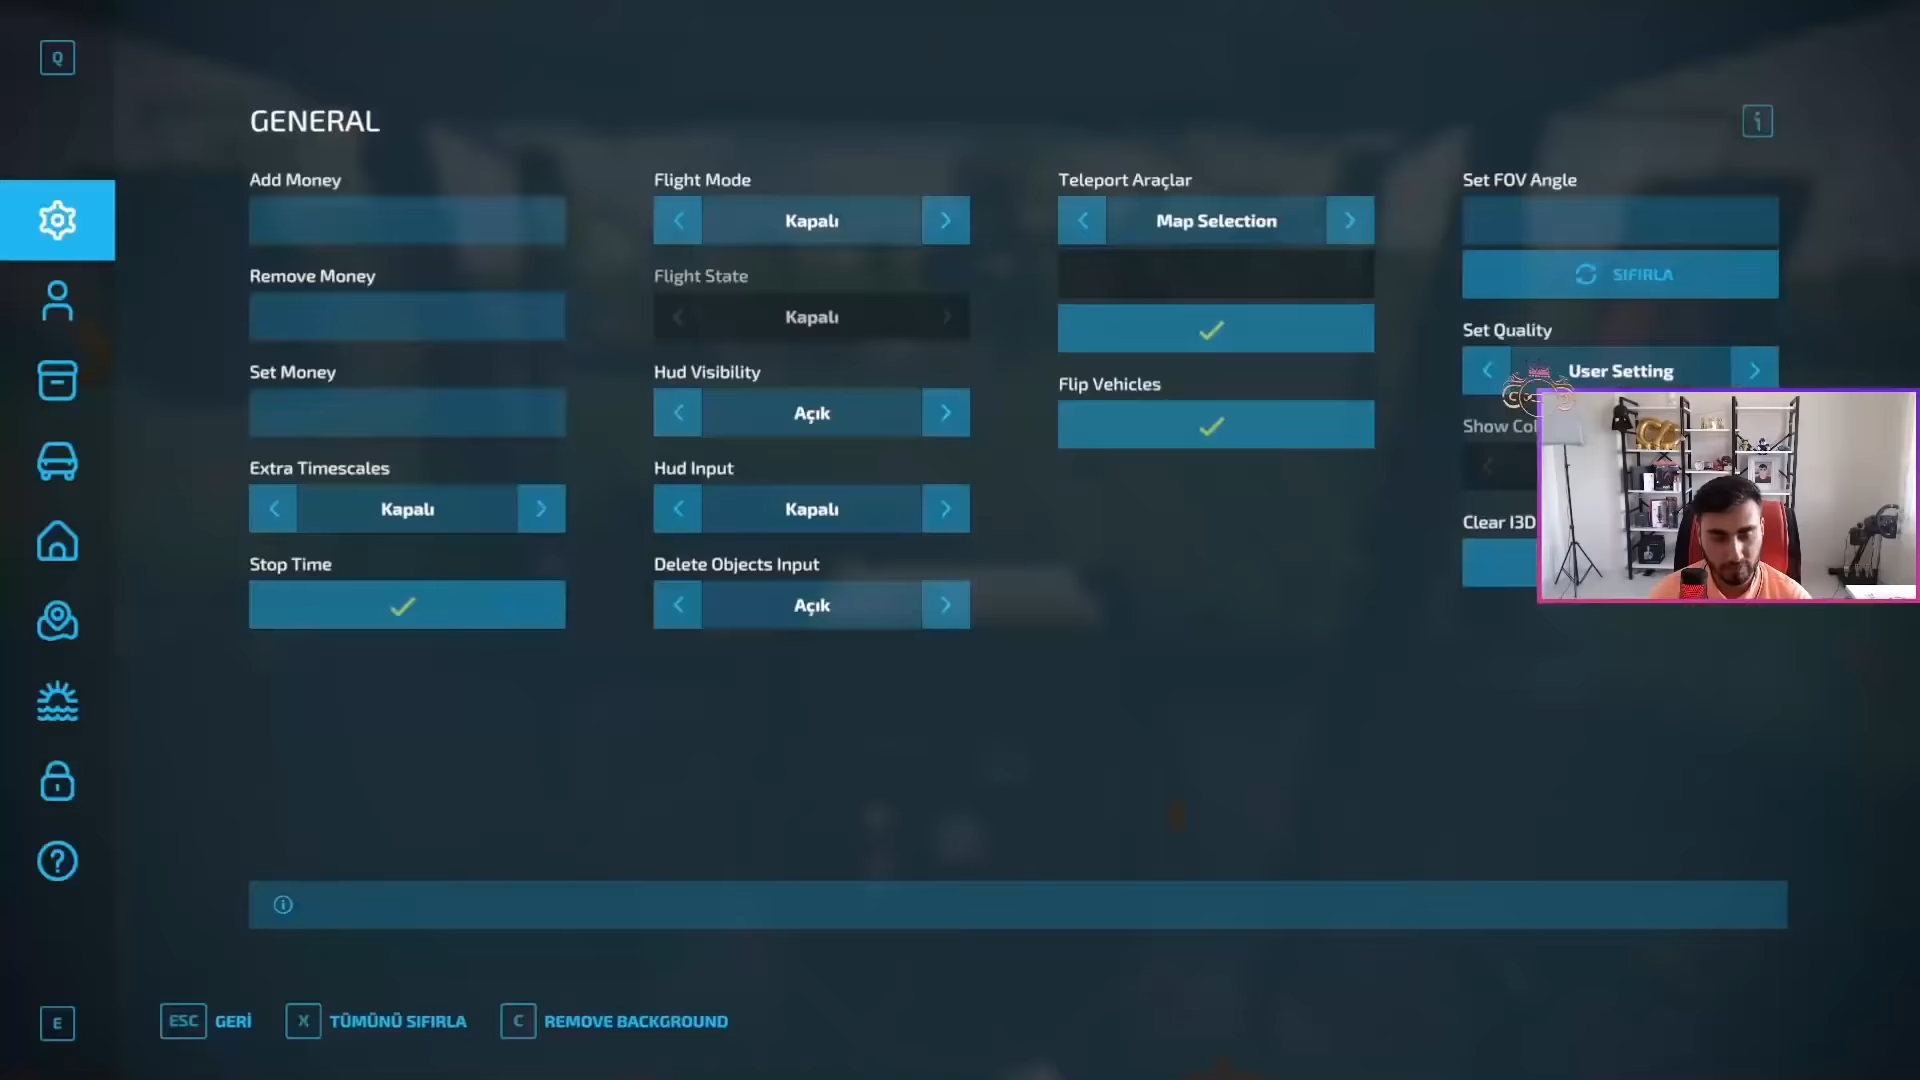 Q
GENERAL
Add Money
Remove Money
Set Money
Extra Timescales
Kapalı
Stop Time
Flight Mode
Kapalı
Flight State
Kapalı
Hud Visibility
Açık
Hud Input
Kapalı
Delete Objects Input
Açık
Teleport Araçlar
Map Selection
Flip Vehicles
Set FOV Angle
SIFIRLA
Set Quality
User Setting
Show
Clear I3D
E
ESC GERİ X TÜMÜNÜ SIFIRLA C REMOVE BACKGROUND